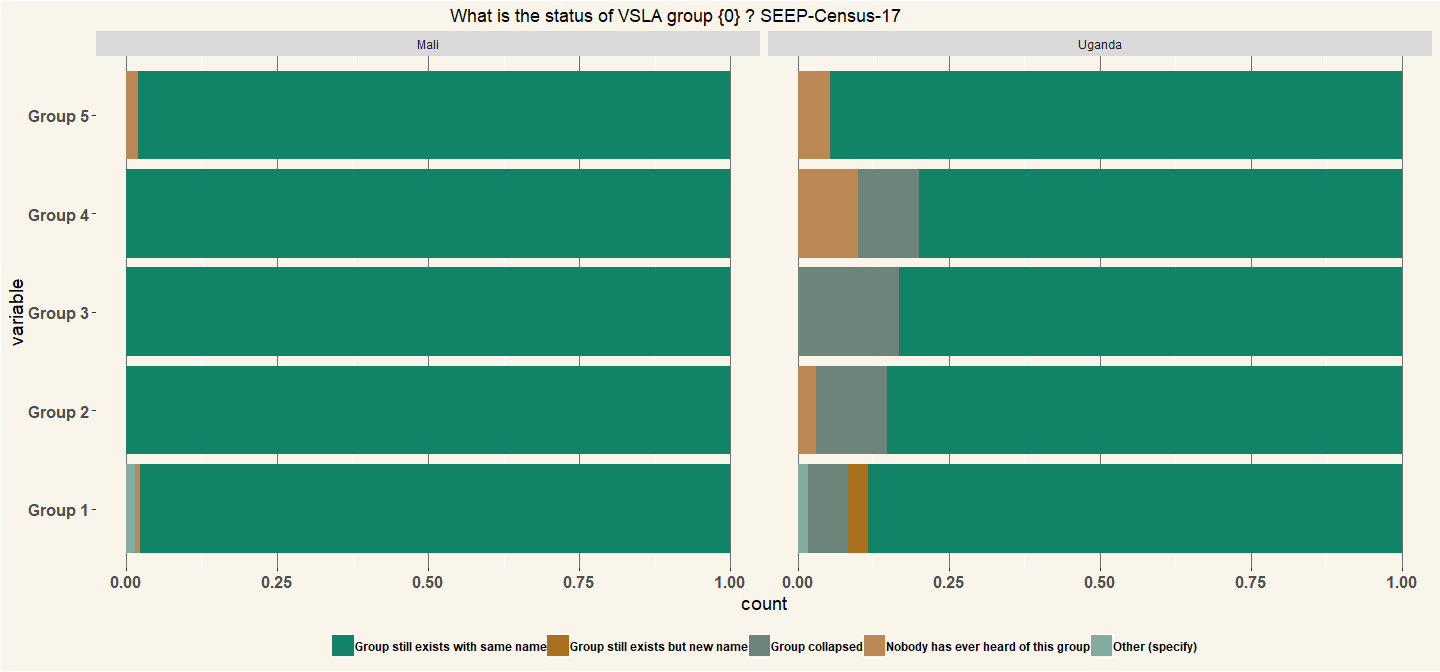 What is the status of VSLA group {0} ? SEEP-Census-17
Mali
Uganda
variable
Group 5
Group 4
Group 3
Group 2
Group 1
0.00 0.25 0.50 0.75 1.00
0.00 0.25 0.50 0.75 1.00
count
Group still exists with same name Group still exists but new name Group collapsed Nobody has ever heard of this group Other (specify)